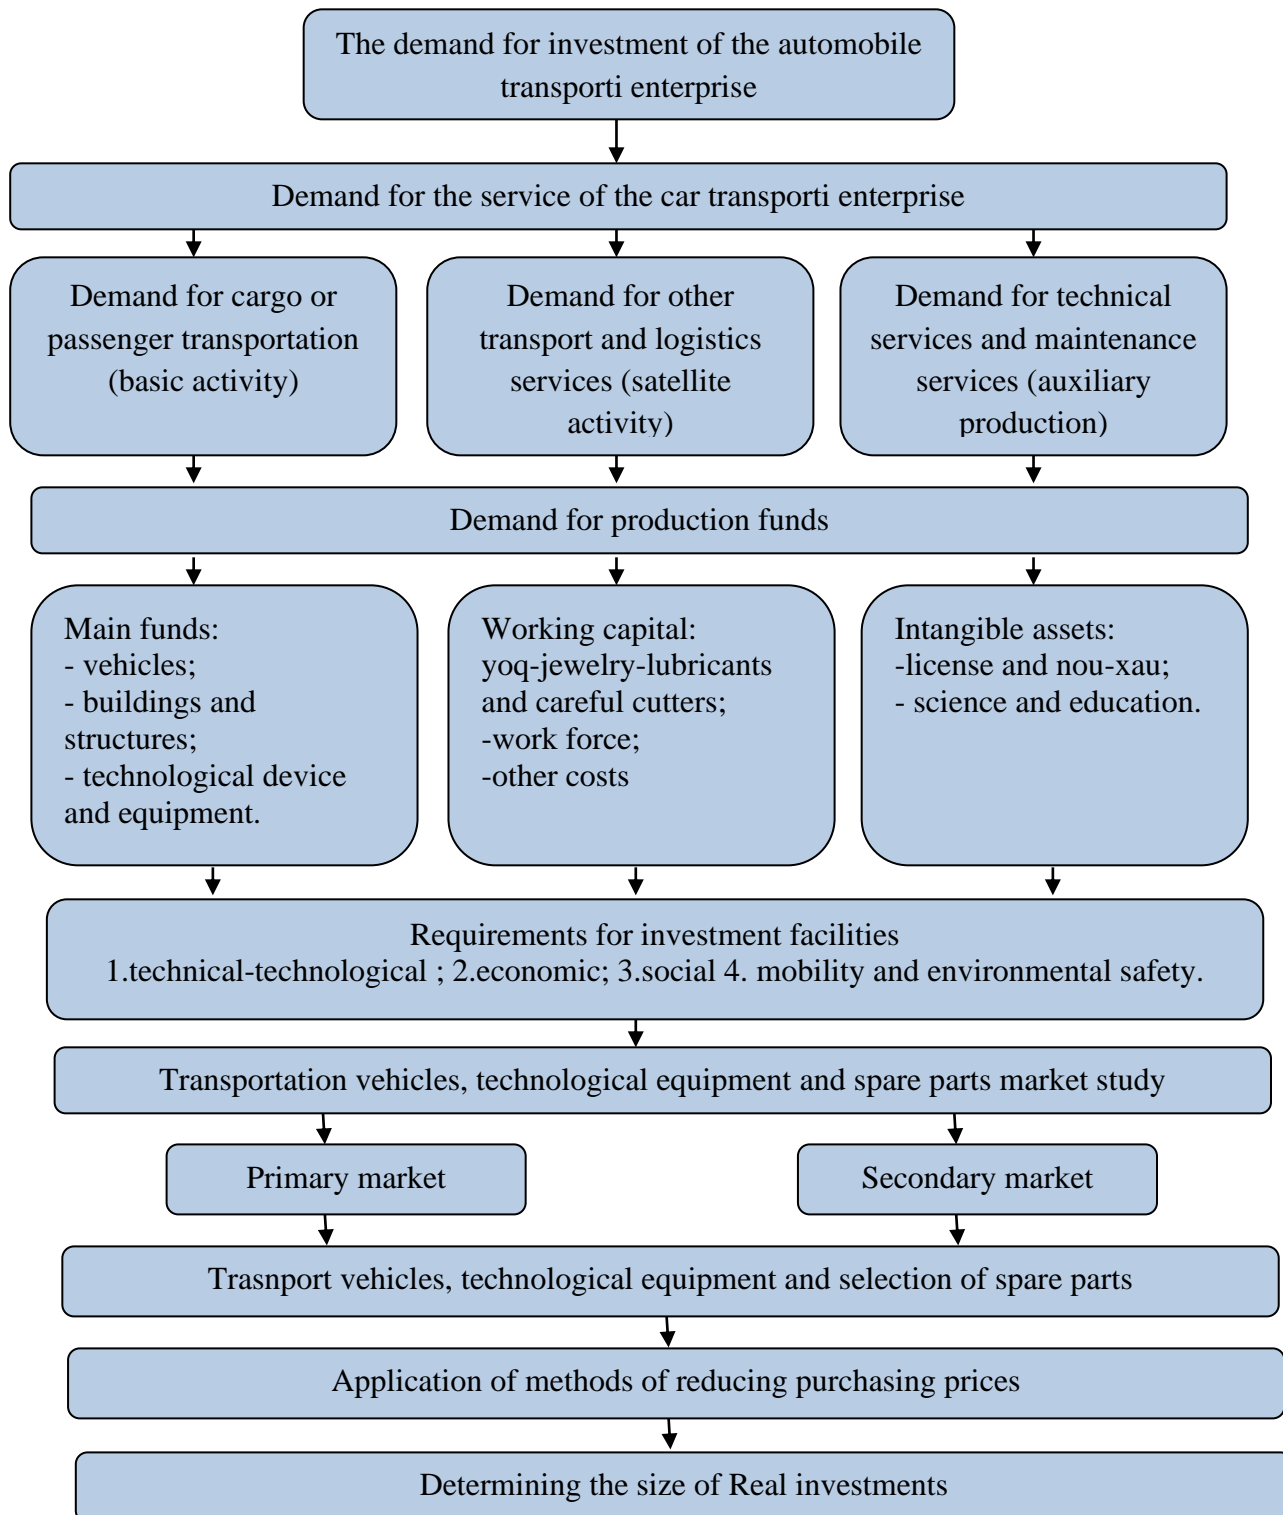 The demand for investment of the automobile
transporti enterprise
Demand for the service of the car transporti enterprise
Demand for cargo or
passenger transportation
(basic activity)
Demand for other
transport and logistics
services (satellite
activity)
Demand for technical
services and maintenance
services (auxiliary
production)
Demand for production funds
Main funds:
- vehicles;
- buildings and
structures;
- technological device
and equipment.
Working capital:
yoq-jewelry-lubricants
and careful cutters;
-work force;
-other costs
Intangible assets:
-license and nou-xau;
- science and education.
Requirements for investment facilities
1.technical-technological ; 2.economic; 3.social 4. mobility and environmental safety.
Transportation vehicles, technological equipment and spare parts market study
Primary market
Secondary market
Trasnport vehicles, technological equipment and selection of spare parts
Application of methods of reducing purchasing prices
Determining the size of Real investments